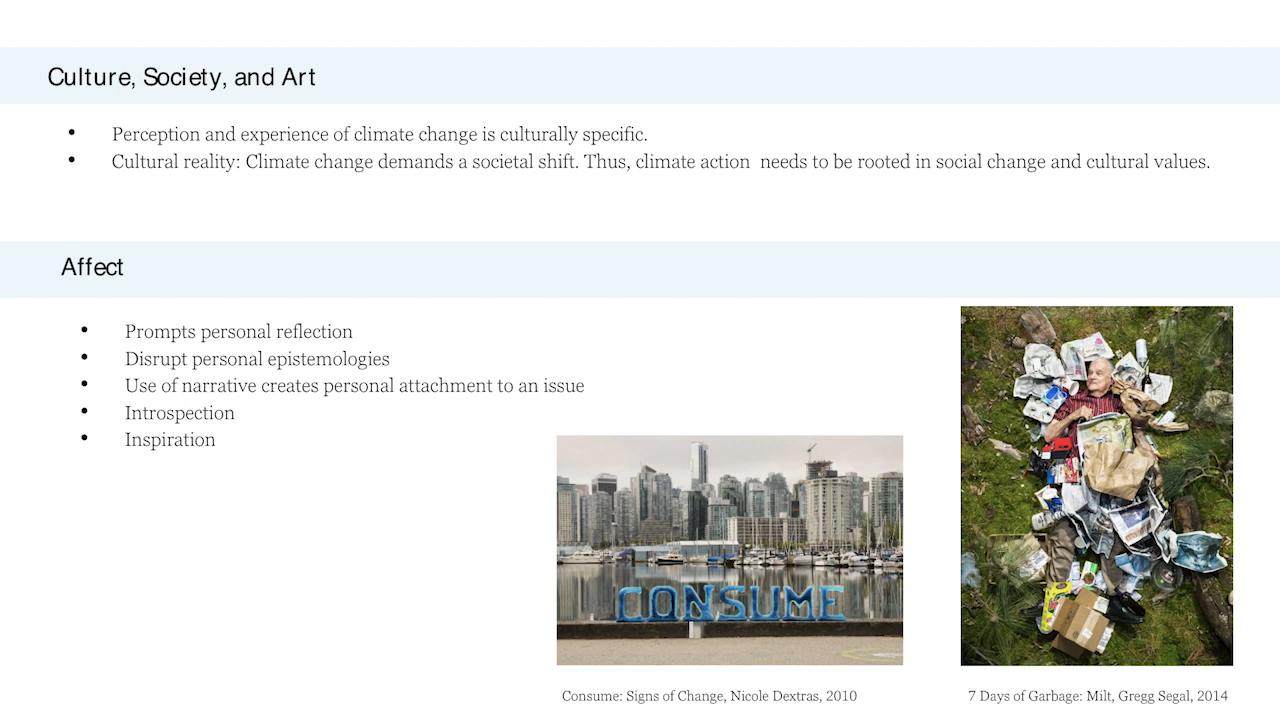 Culture, Society, and Art
• Perception and experience of climate change is culturally specific.
• Cultural reality: Climate change demands a societal shift. Thus, climate action  needs to be rooted in social change and cultural values.
Affect
• Prompts personal reflection
• Disrupt personal epistemologies
• Use of narrative creates personal attachment to an issue
• Introspection
• Inspiration
CONSUME
Consume: Signs of Change, Nicole Dextras, 2010
7 Days of Garbage: Milt, Gregg Segal, 2014